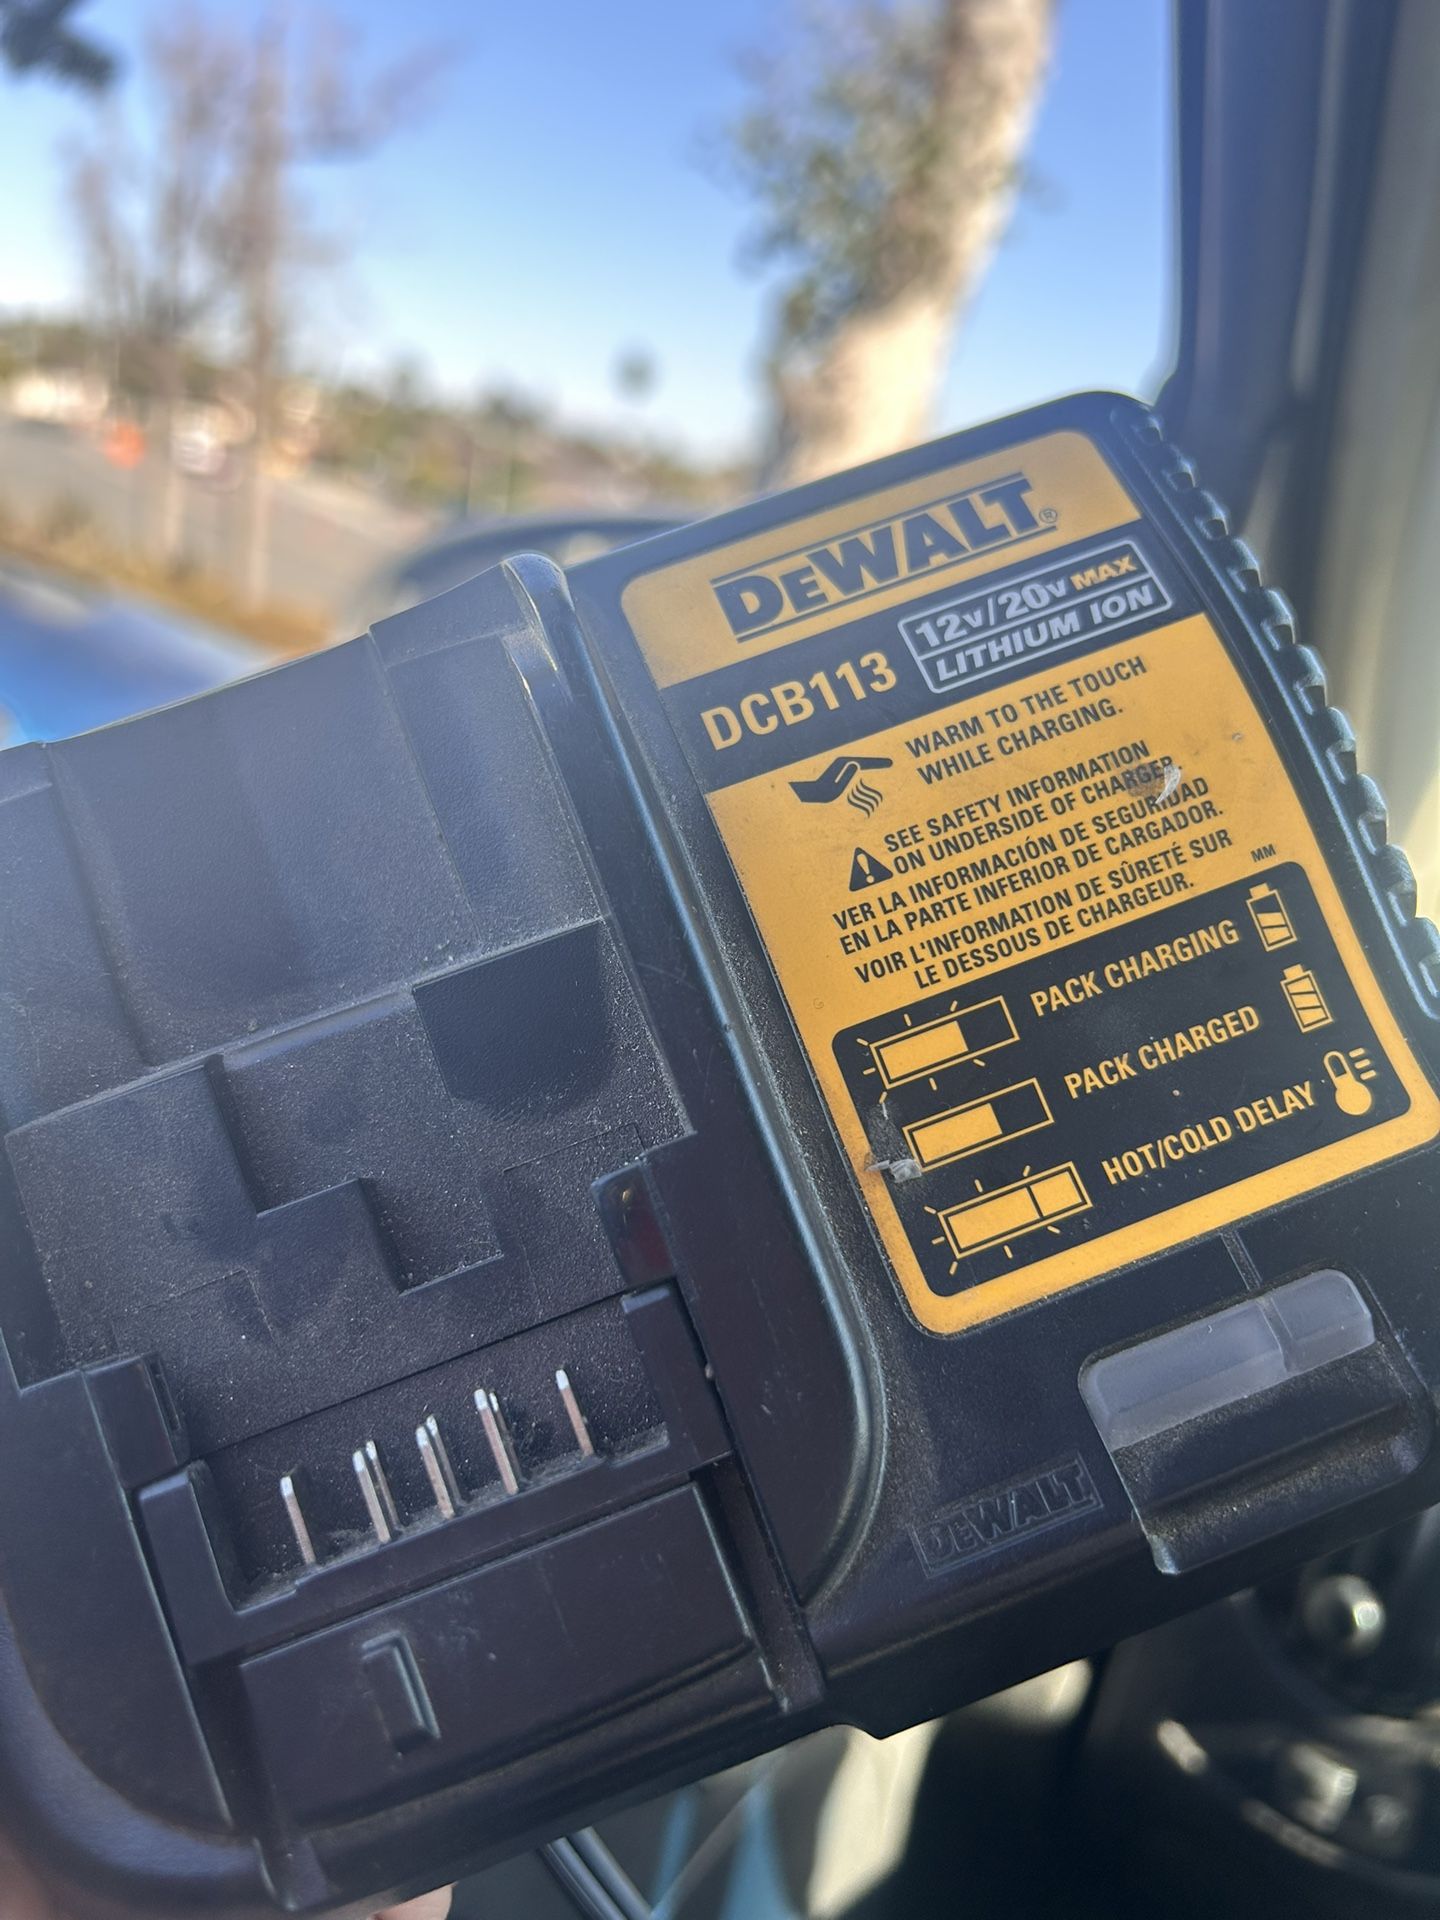 DEWALT®
12V/20V MAX
LITHIUM ION
DCB113
WARM TO THE TOUCH
WHILE CHARGING.
SEE SAFETY INFORMATION
ON UNDERSIDE OF CHARGER.
VER LA INFORMACIÓN DE SEGURIDAD
EN LA PARTE INFERIOR DE CARGADOR.
VOIR L'INFORMATION DE SÛRETÉ SUR
LE DESSOUS DE CHARGEUR.
MM
PACK CHARGING
PACK CHARGED
HOT/COLD DELAY
DEWALT